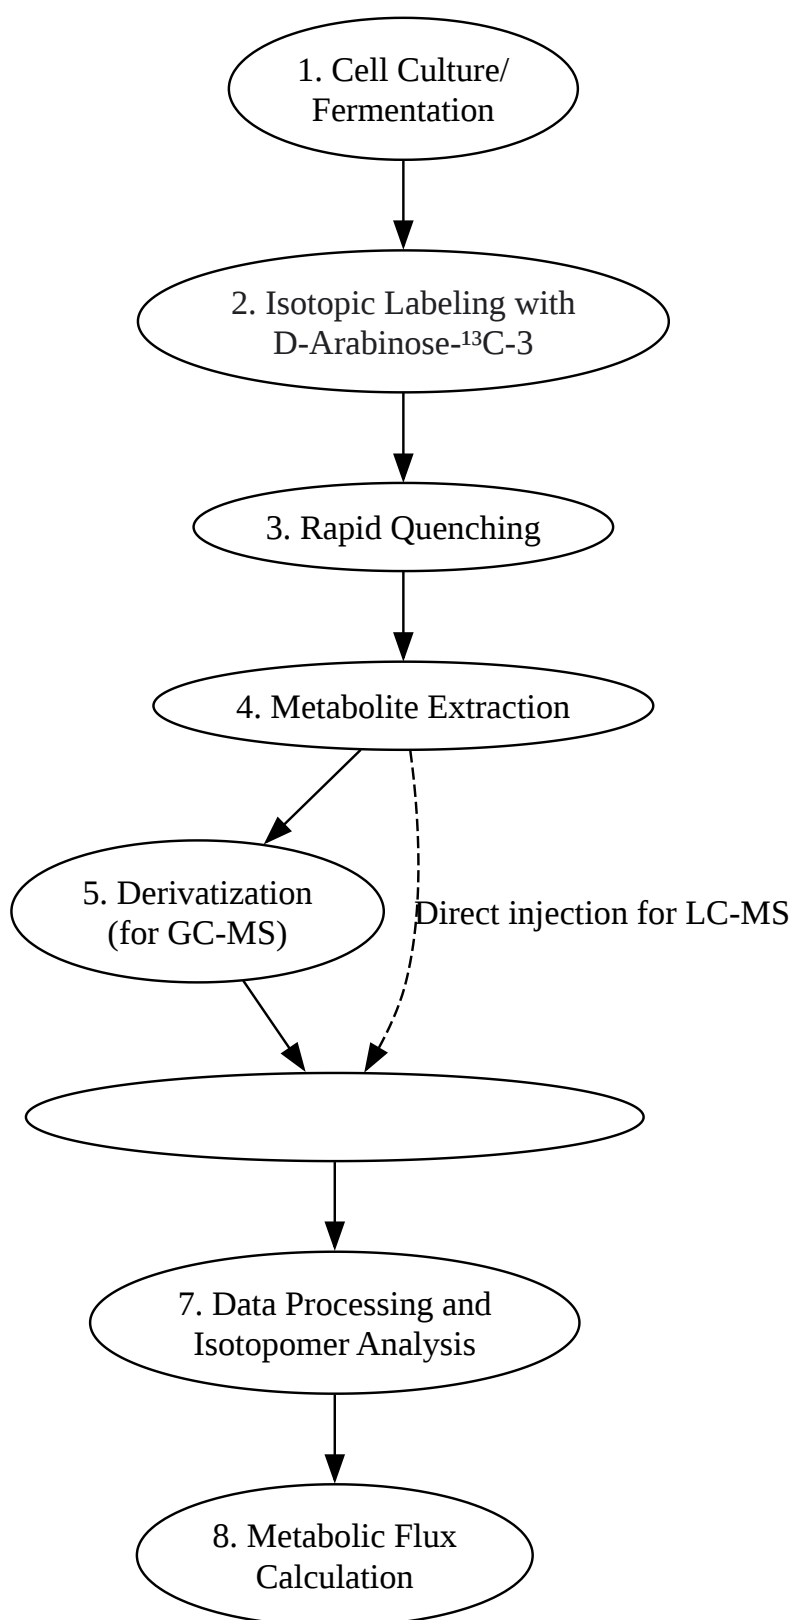 1. Cell Culture/
Fermentation
2. Isotopic Labeling with
D-Arabinose-¹³C-3
3. Rapid Quenching
4. Metabolite Extraction
5. Derivatization
(for GC-MS)
Direct injection for LC-MS
7. Data Processing and
Isotopomer Analysis
8. Metabolic Flux
Calculation